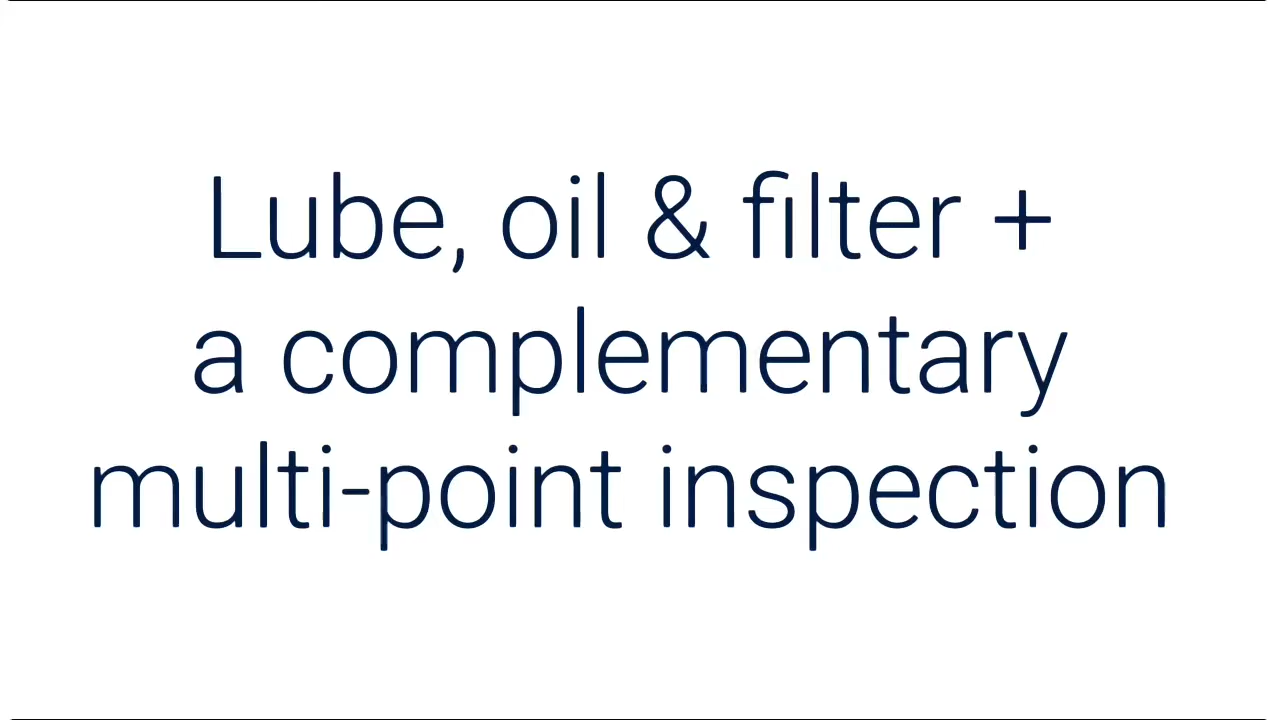 Lube, oil & filter +
a complementary
multi-point inspection